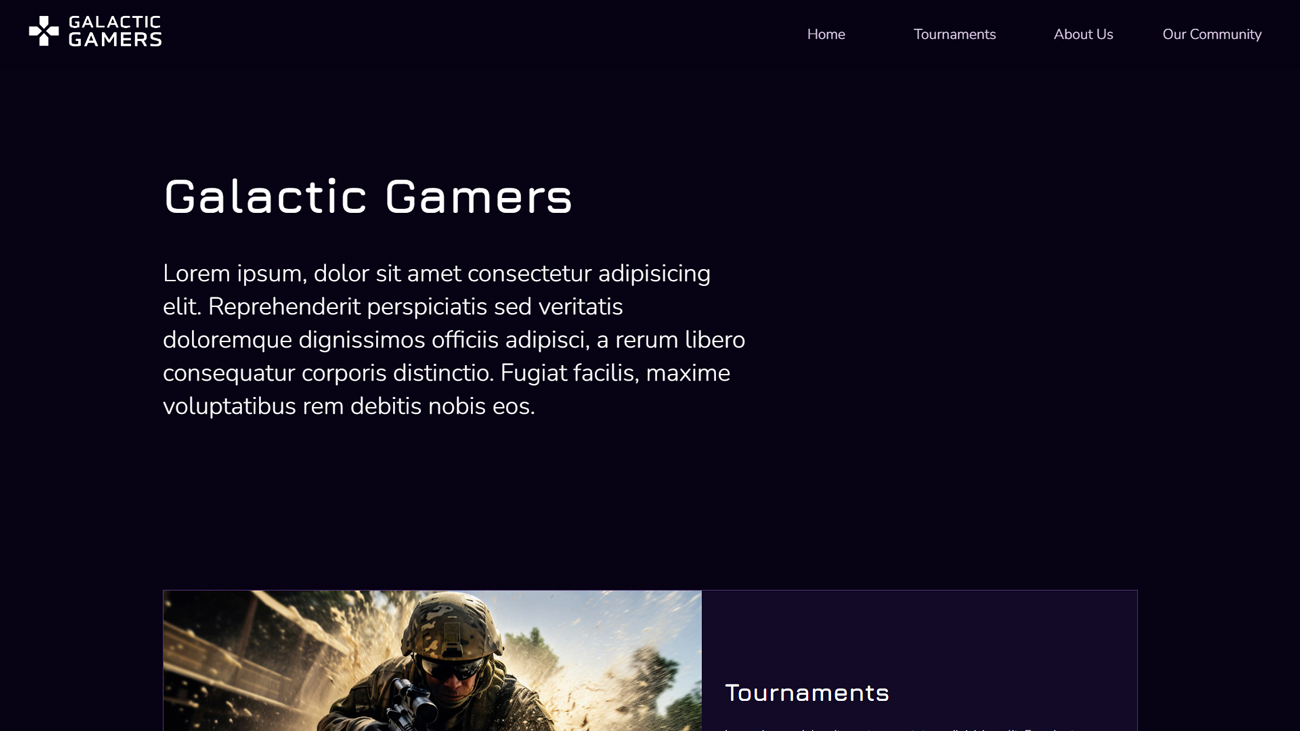 GALACTIC
GAMERS
Home Tournaments About Us Our Community
Galactic Gamers
Lorem ipsum, dolor sit amet consectetur adipisicing
elit. Reprehenderit perspiciatis sed veritatis
doloremque dignissimos officiis adipisci, a rerum libero
consequatur corporis distinctio. Fugiat facilis, maxime
voluptatibus rem debitis nobis eos.
Tournaments